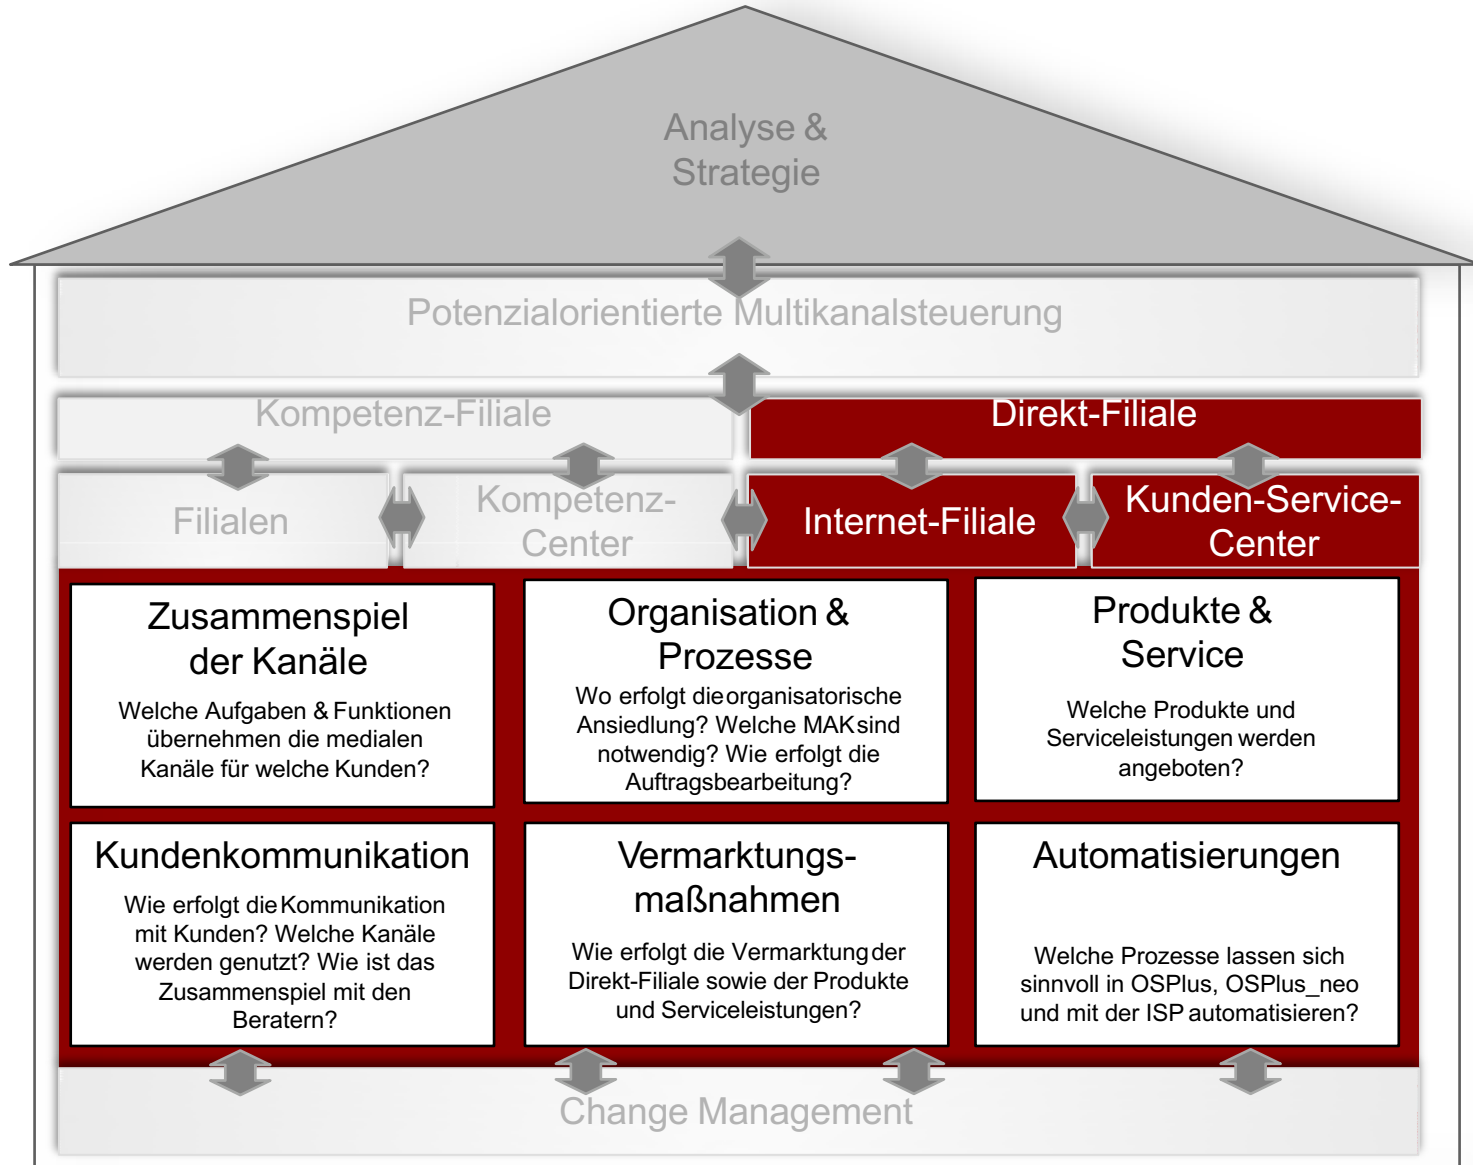 Analyse &
Strategie
Potenzialorientierte Multikanalsteuerung
Kompetenz-Filiale
Direkt-Filiale
Filialen
Kompetenz-
Center
Internet-Filiale
Kunden-Service-
Center
Zusammenspiel
der Kanäle
Welche Aufgaben & Funktionen
übernehmen die medialen
Kanäle für welche Kunden?
Organisation &
Prozesse
Wo erfolgt die organisatorische
Ansiedlung? Welche MAK sind
notwendig? Wie erfolgt die
Auftragsbearbeitung?
Produkte &
Service
Welche Produkte und
Serviceleistungen werden
angeboten?
Kundenkommunikation
Wie erfolgt die Kommunikation
mit Kunden? Welche Kanäle
werden genutzt? Wie ist das
Zusammenspiel mit den
Beratern?
Vermarktungs-
maßnahmen
Wie erfolgt die Vermarktung der
Direkt-Filiale sowie der Produkte
und Serviceleistungen?
Automatisierungen
Welche Prozesse lassen sich
sinnvoll in OSPlus, OSPlus_neo
und mit der ISP automatisieren?
Change Management